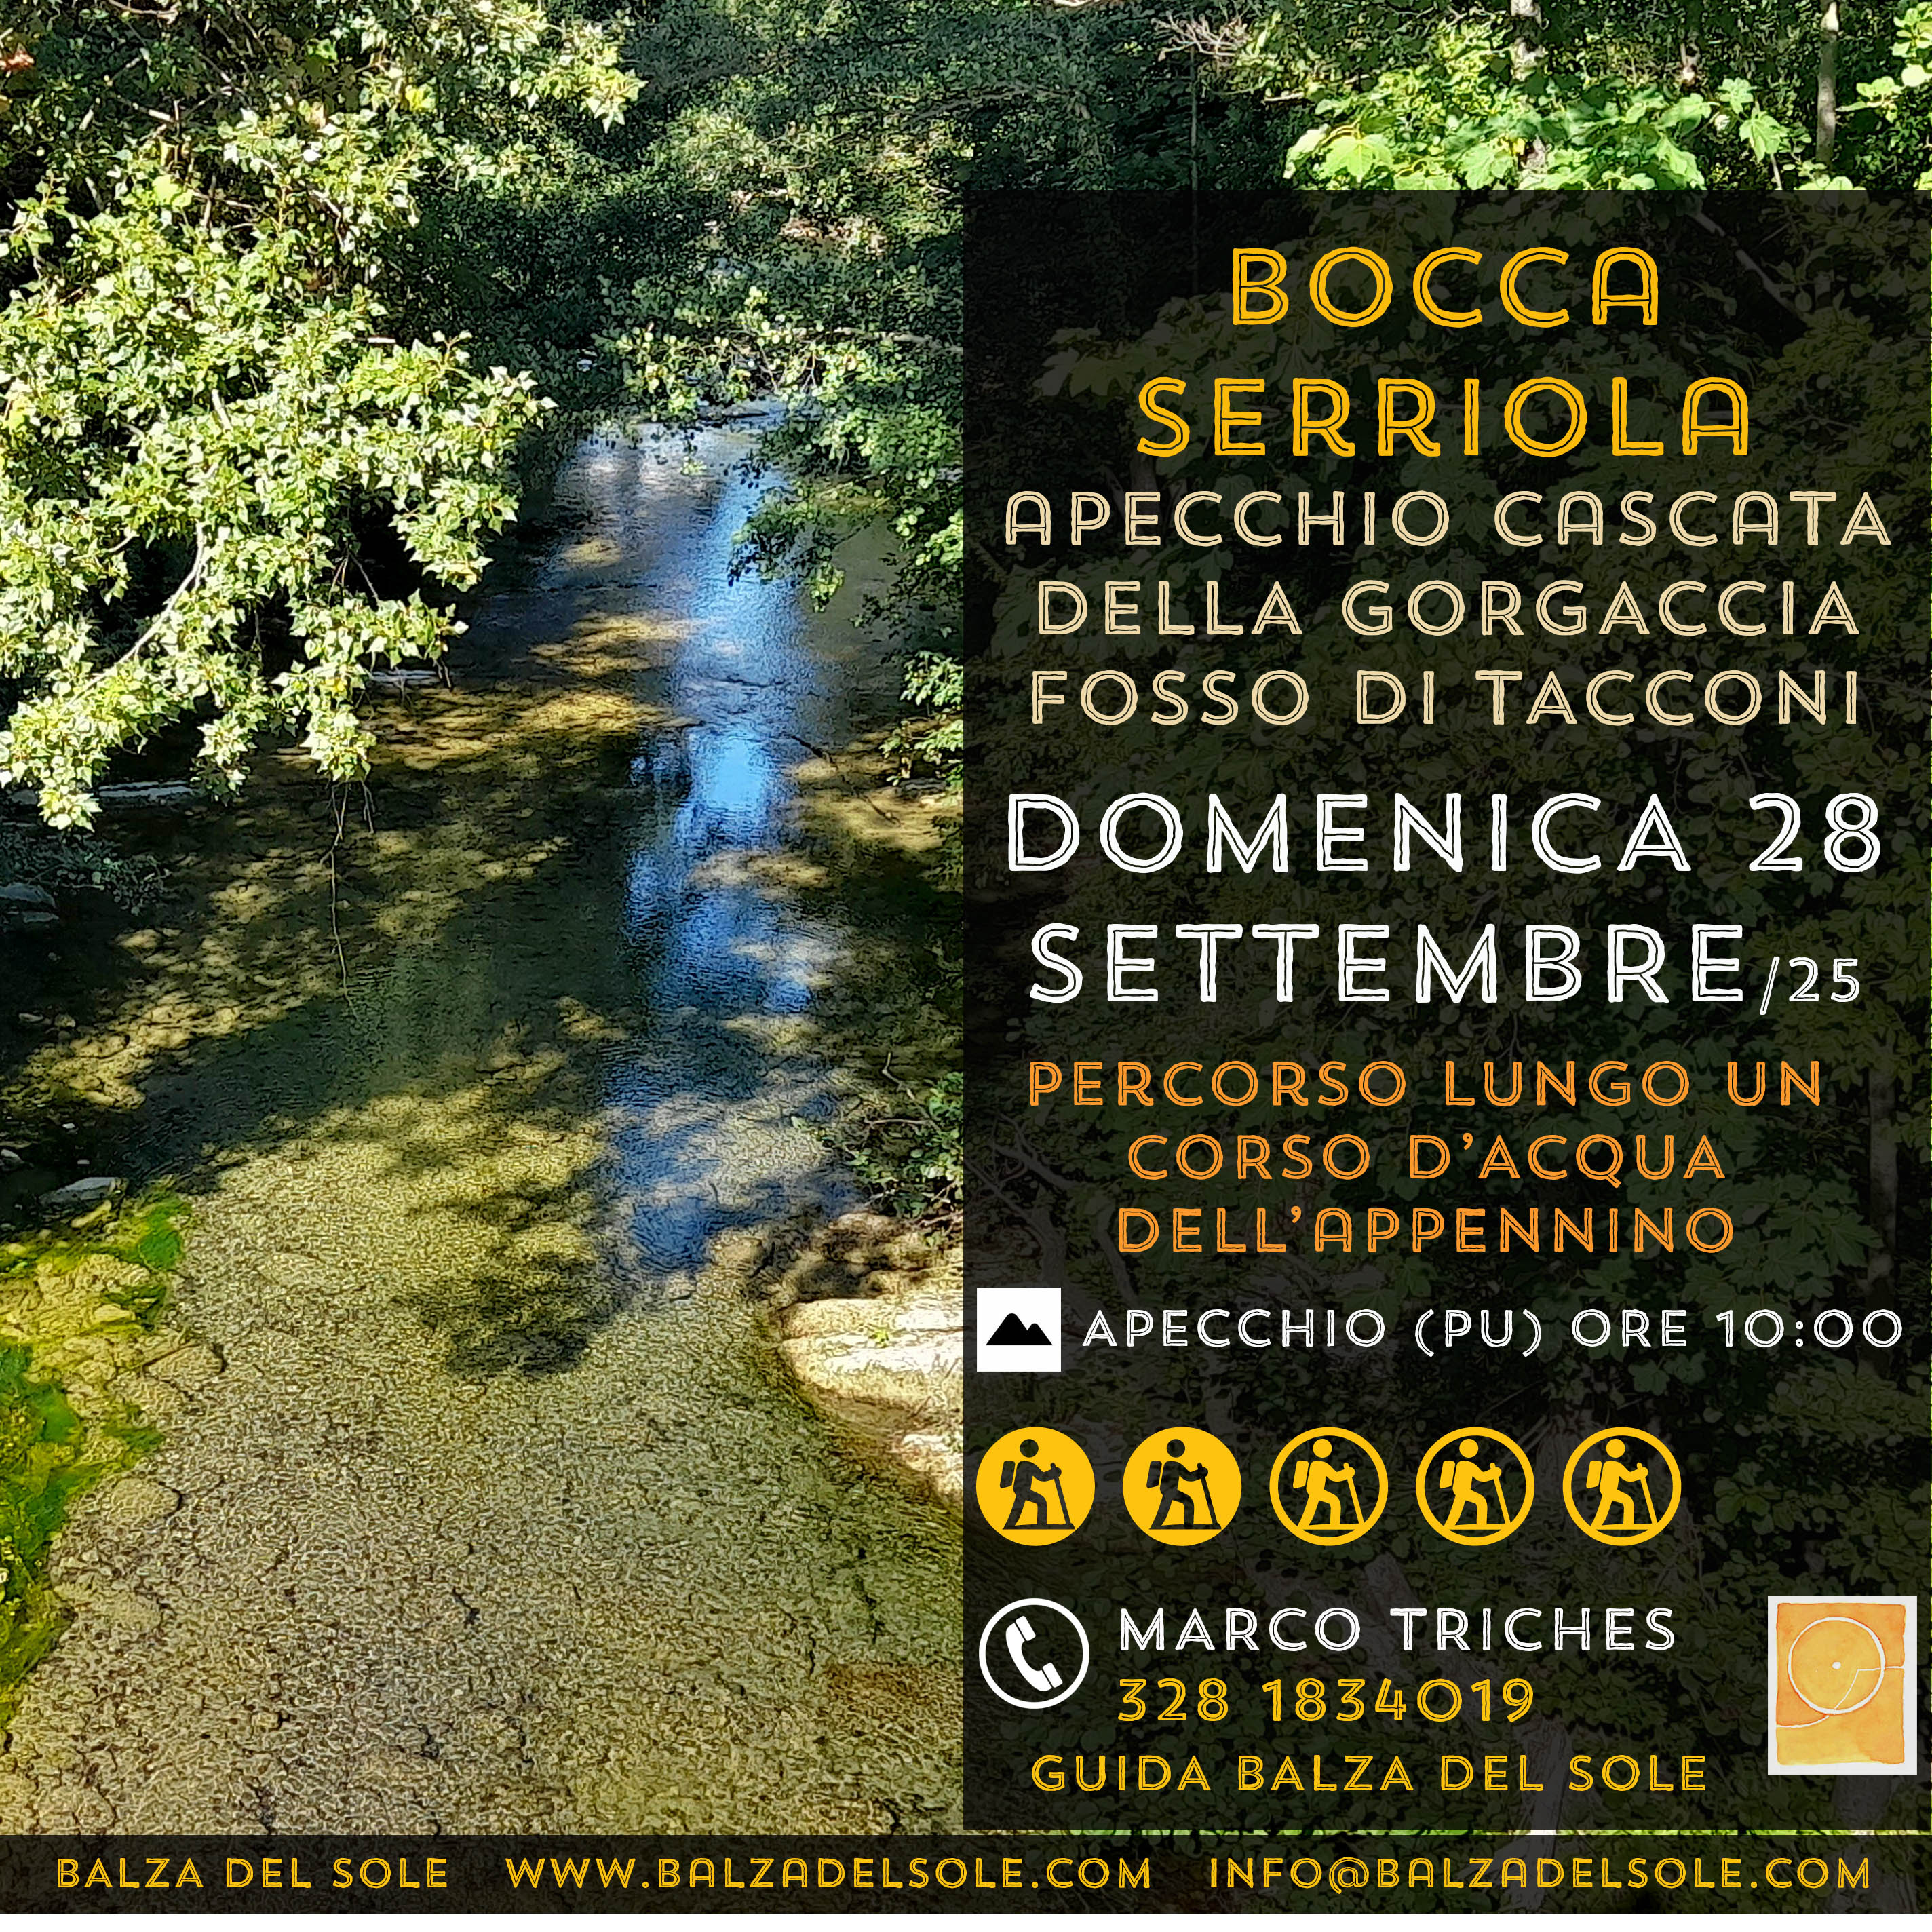 BOCCA
SERRIOLA
APECCHIO CASCATA
DELLA GORGACCIA
FOSSO DI TACCONI
DOMENICA 28
SETTEMBRE/25
PERCORSO LUNGO UN
CORSO D'ACQUA
DELL'APPENNINO
APECCHIO (PU) ORE 10:00
MARCO TRICHES
328 1834019
GUIDA BALZA DEL SOLE
BALZA DEL SOLE WWW.BALZADELSOLE.COM INFO@BALZADELSOLE.COM